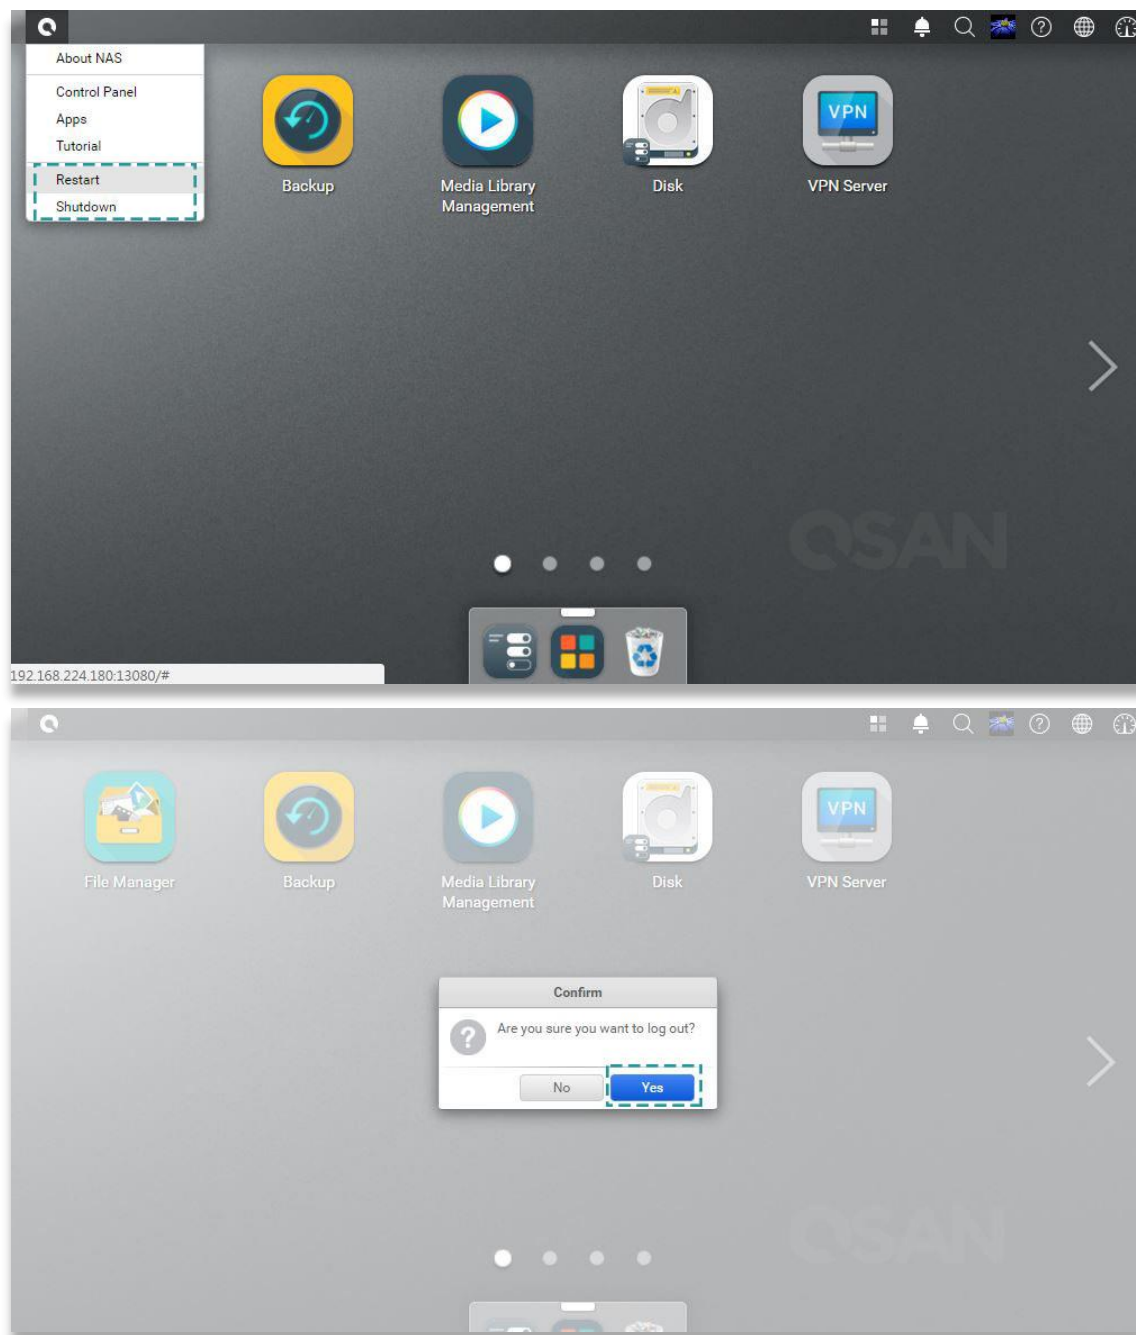 About NAS
Control Panel
Apps
Tutorial
Restart
Shutdown
VPN
Backup
Media Library
Management
Disk
VPN Server
QSAN
192.168.224.180:13080/#
VPN
File Manager
Backup
Media Library
Management
Disk
VPN Server
Confirm
Are you sure you want to log out?
No
Yes
QSAN